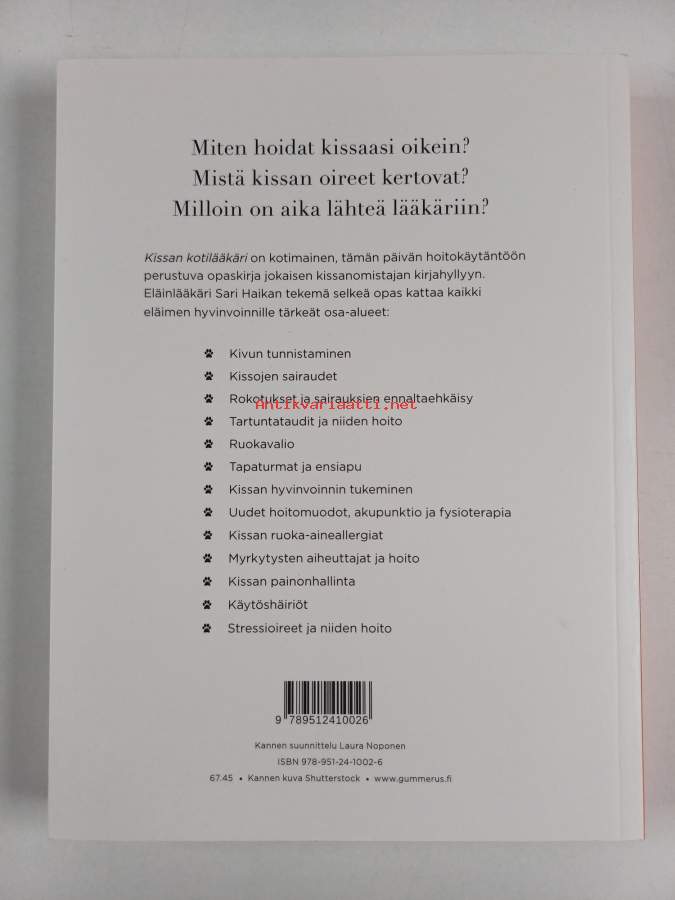 Miten hoidat kissaasi oikein?
Mistä kissan oireet kertovat?
Milloin on aika lähteä lääkäriin?
Kissan kotilääkäri on kotimainen, tämän päivän hoitokäytäntöön
perustuva opaskirja jokaisen kissanomistajan kirjahyllyyn.
Eläinlääkäri Sari Haikan tekemä selkeä opas kattaa kaikki
eläimen hyvinvoinnille tärkeät osa-alueet:
Kivun tunnistaminen
Kissojen sairaudet
Rokotukset ja sairauksien ennaltaehkäisy
Antikvariaatti.net
Tartuntataudit ja niiden hoito
Ruokavalio
Tapaturmat ja ensiapu
Kissan hyvinvoinnin tukeminen
Uudet hoitomuodot, akupunktio ja fysioterapia
Kissan ruoka-aineallergiat
Myrkytysten aiheuttajat ja hoito
Kissan painonhallinta
Käytöshäiriöt
Stressioireet ja niiden hoito
9 789512410026
Kannen suunnittelu Laura Noponen
ISBN 978-951-24-1002-6
67.45 • Kannen kuva Shutterstock • www.gummerus.fi